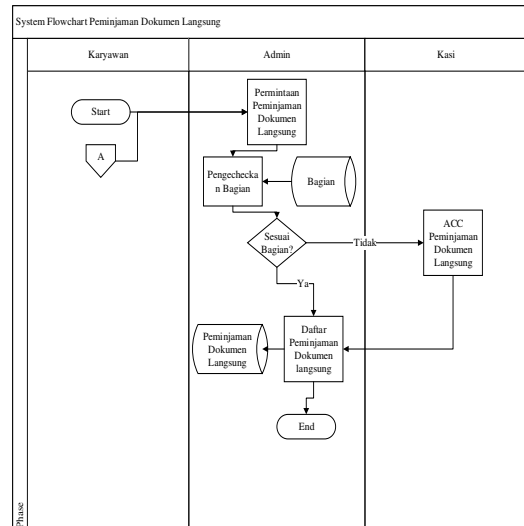 System Flowchart Peminjaman Dokumen Langsung
Karyawan
Admin
Kasi
Start
Permintaan
Peminjaman
Dokumen
Langsung
A
Pengechecka
n Bagian
Bagian
Sesuai
Bagian?
Tidak
ACC
Peminjaman
Dokumen
Langsung
Ya
Peminjaman
Dokumen
Langsung
Daftar
Peminjaman
Dokumen
langsung
End
Phase